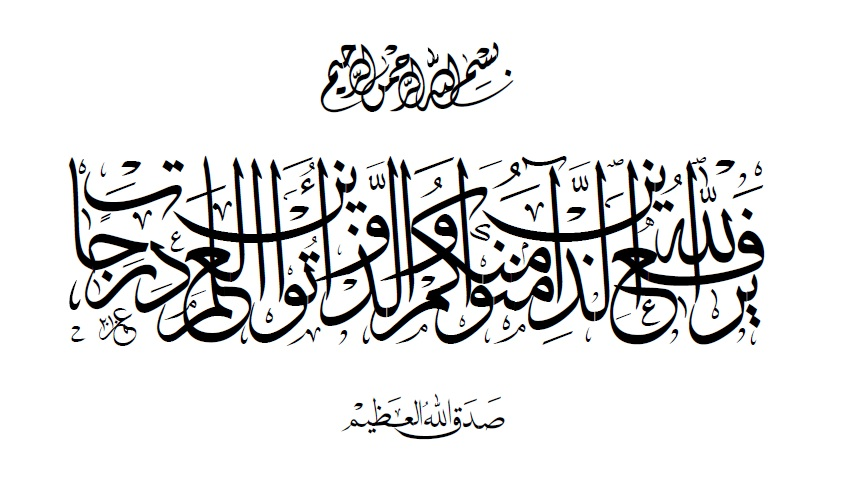 بسم الله الرحمن الرحيم
يرفع الله الذين آمنوا منكم والذين أوتوا العلم درجات
صدق الله العظيم